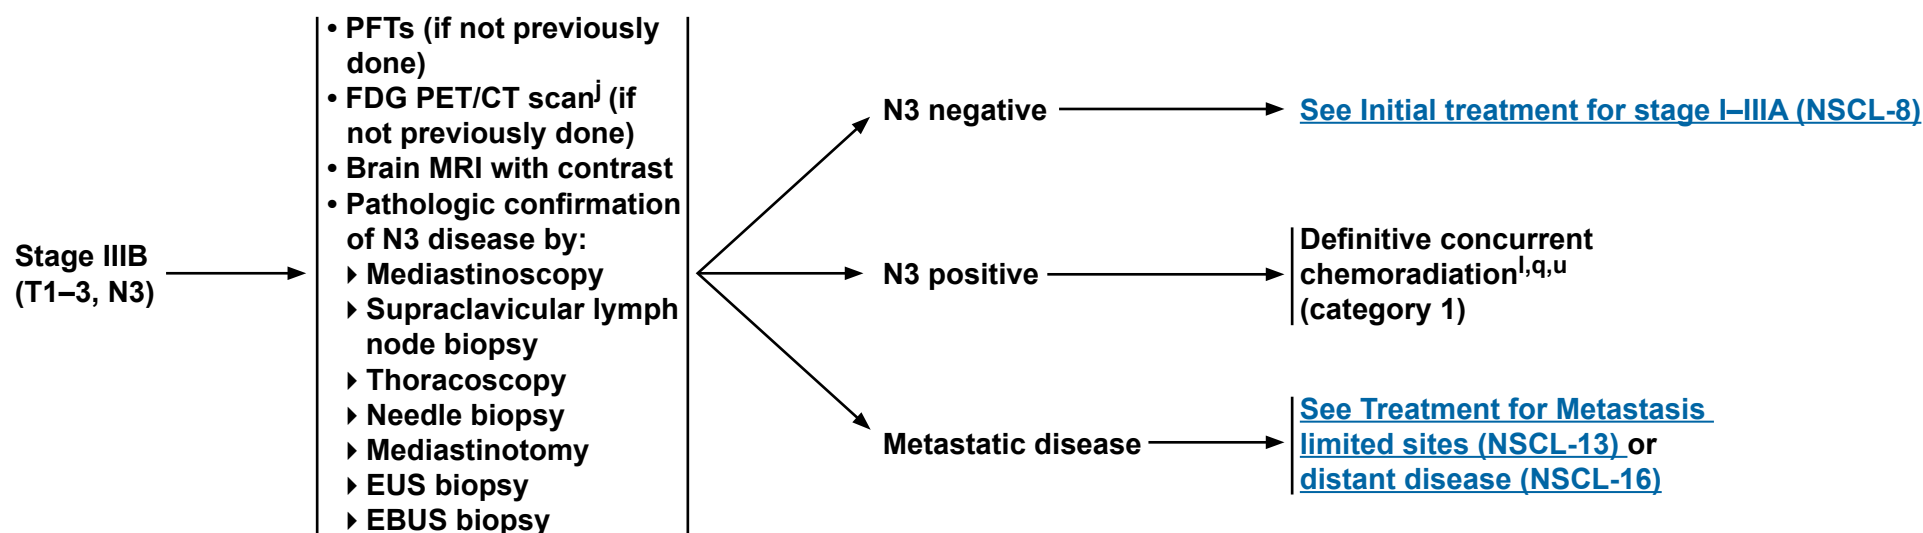 Stage IIIB
(T1–3, N3)
• PFTs (if not previously
done)
• FDG PET/CT scanj (if
not previously done)
• Brain MRI with contrast
• Pathologic confirmation
of N3 disease by:
▸ Mediastinoscopy
▸ Supraclavicular lymph
node biopsy
▸ Thoracoscopy
▸ Needle biopsy
▸ Mediastinotomy
▸ EUS biopsy
▸ EBUS biopsy
N3 negative
See Initial treatment for stage I–IIIA (NSCL-8)
N3 positive
Definitive concurrent
chemoradiationl,q,u
(category 1)
Metastatic disease
See Treatment for Metastasis
limited sites (NSCL-13) or
distant disease (NSCL-16)